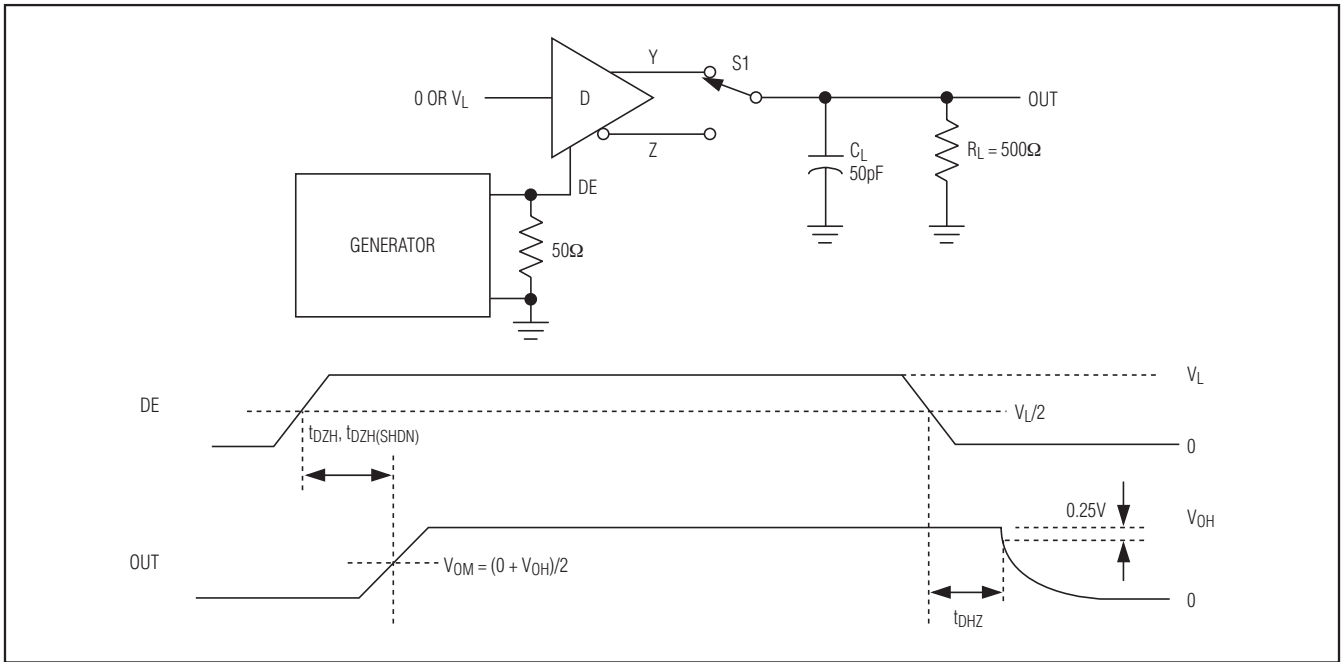 Y
S1
0 OR VL
D
OUT
Z
CL
50pF
RL = 500Ω
DE
GENERATOR
50Ω
VL
DE
VL/2
tDZH, tDZH(SHDN)
0
0.25V
VOH
OUT
VOM = (0 + VOH)/2
0
tDHZ